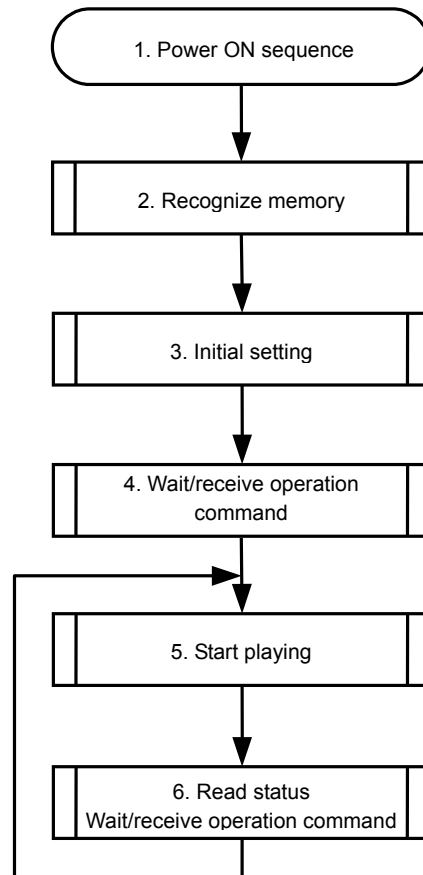 1. Power ON sequence
2. Recognize memory
3. Initial setting
4. Wait/receive operation
command
5. Start playing
6. Read status
Wait/receive operation command